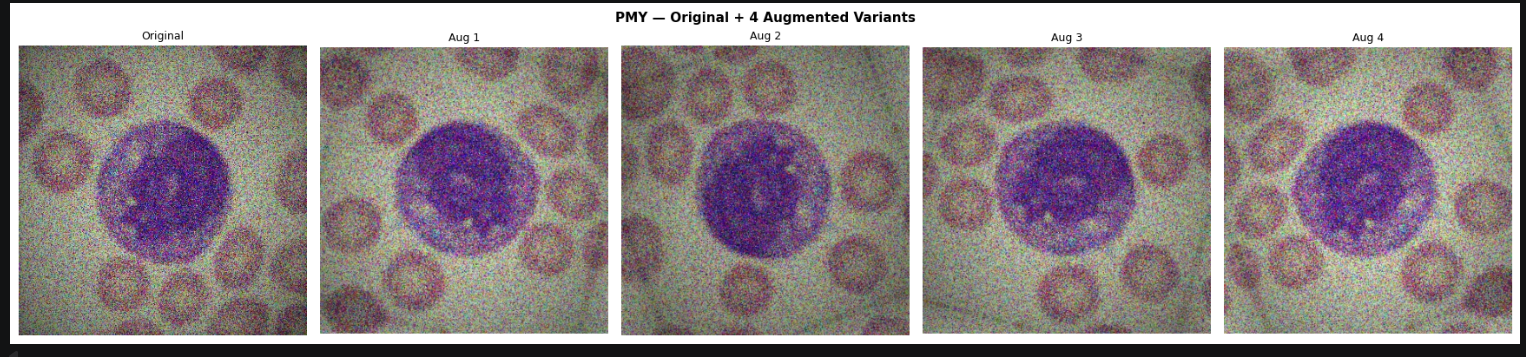 PMY — Original + 4 Augmented Variants
Original
Aug 1
Aug 2
Aug 3
Aug 4